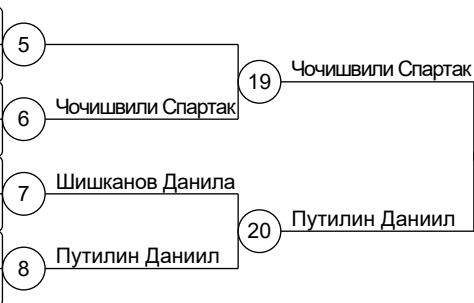 5
19 Чочишвили Спартак
6 Чочишвили Спартак
7 Шишканов Данила
20 Путилин Даниил
8 Путилин Даниил